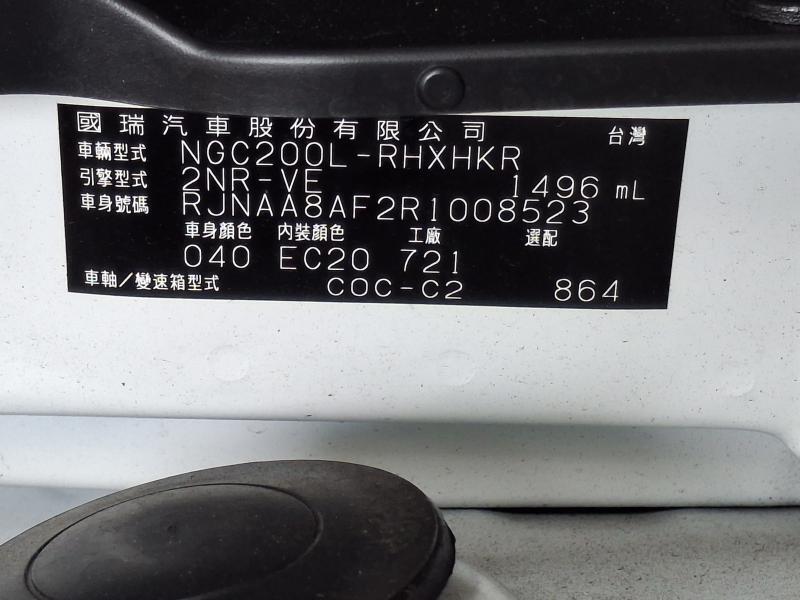 國瑞汽車股份有限公司 台灣
車輛型式 NGC200L-RHXHKR
引擎型式 2NR-VE 1496 mL
車身號碼 RJNAA8AF2R1008523
車身顏色 內裝顏色 工廠 選配
040 EC20 721
車軸/變速箱型式 COC-C2 864